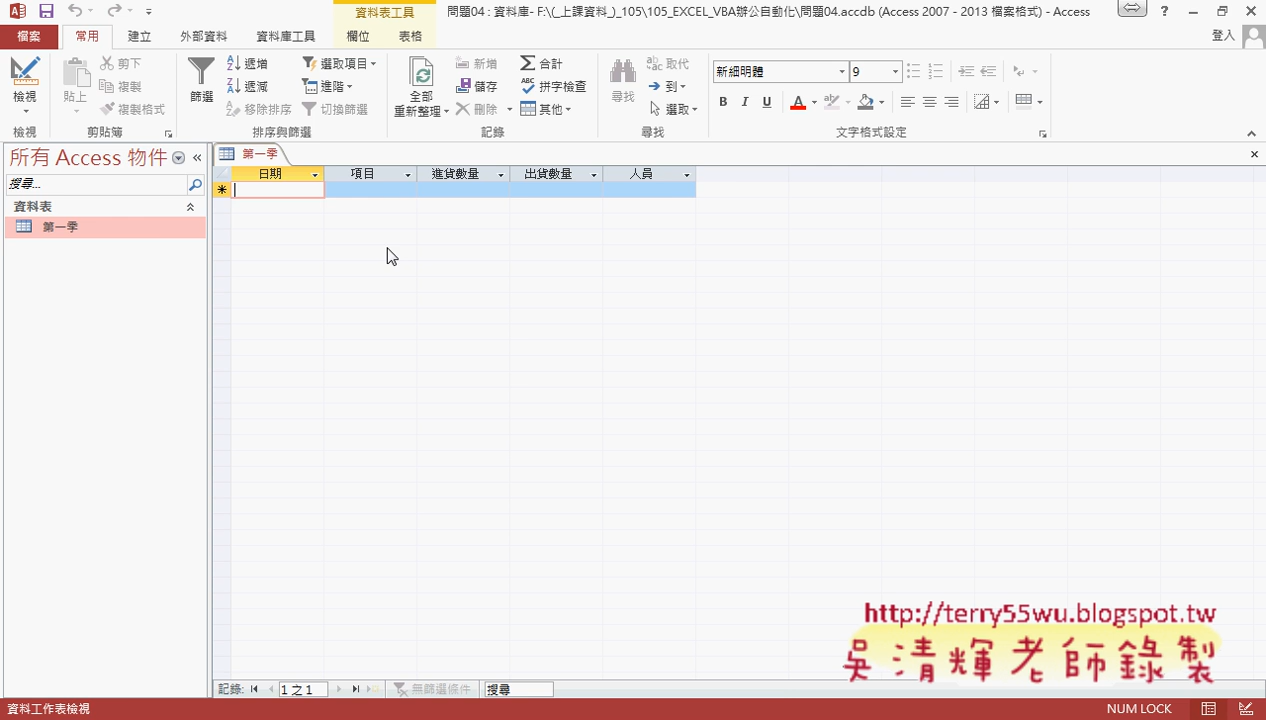 資料表工具
問題04 : 資料庫- F:\(_上課資料_)_105\105_EXCEL_VBA辦公自動化\問題04.accdb (Access 2007 - 2013 檔案格式) - Access
檔案 常用 建立 外部資料 資料庫工具 欄位 表格 登入
檢視 貼上 剪下 複製 複製格式
篩選 遞增 遞減 移除排序 選取項目 進階 切換篩選
全部 重新整理 新增 儲存 刪除 合計 拼字檢查 其他
尋找 取代 到 選取
新細明體 9
B I U A
檢視 剪貼簿 排序與篩選 記錄 尋找 文字格式設定
所有 Access 物件
搜尋...
資料表
第一季
第一季
日期 項目 進貨數量 出貨數量 人員
http://terry55wu.blogspot.tw
吳清輝老師錄製
記錄: 1 之 1 無篩選條件 搜尋
資料工作表檢視 NUM LOCK